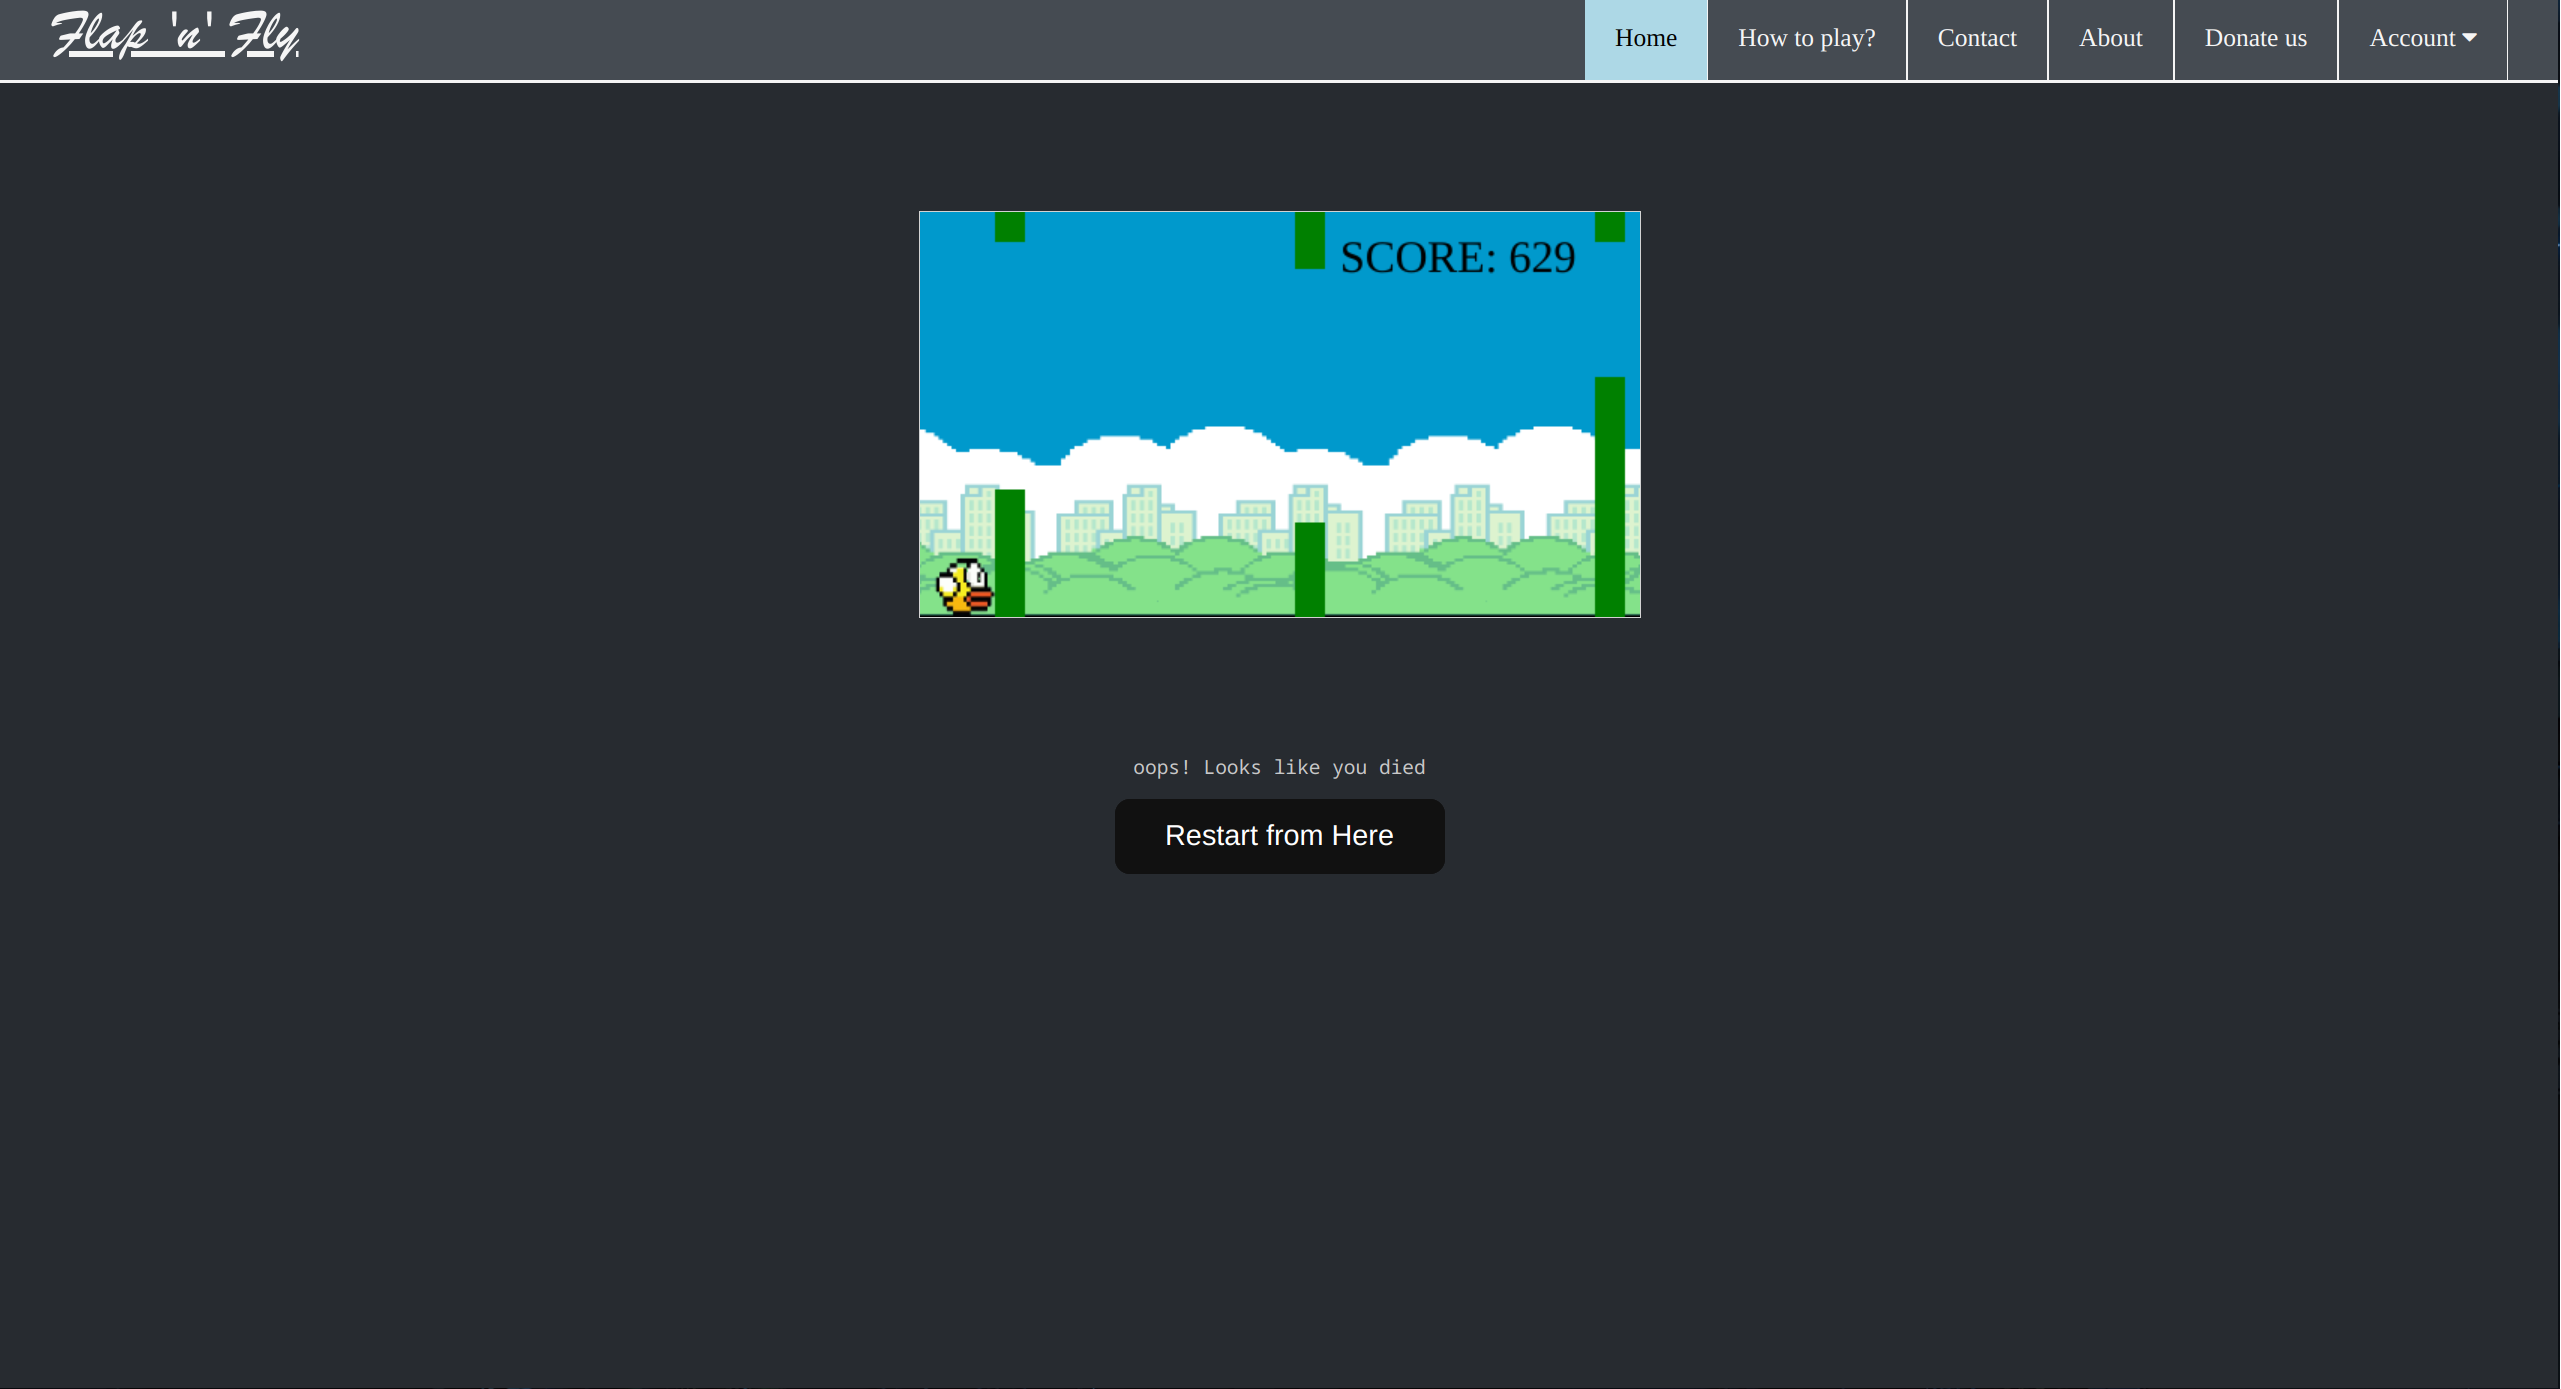 Flap 'n' Fly
Home
How to play?
Contact
About
Donate us
Account
SCORE: 629
oops! Looks like you died
Restart from Here